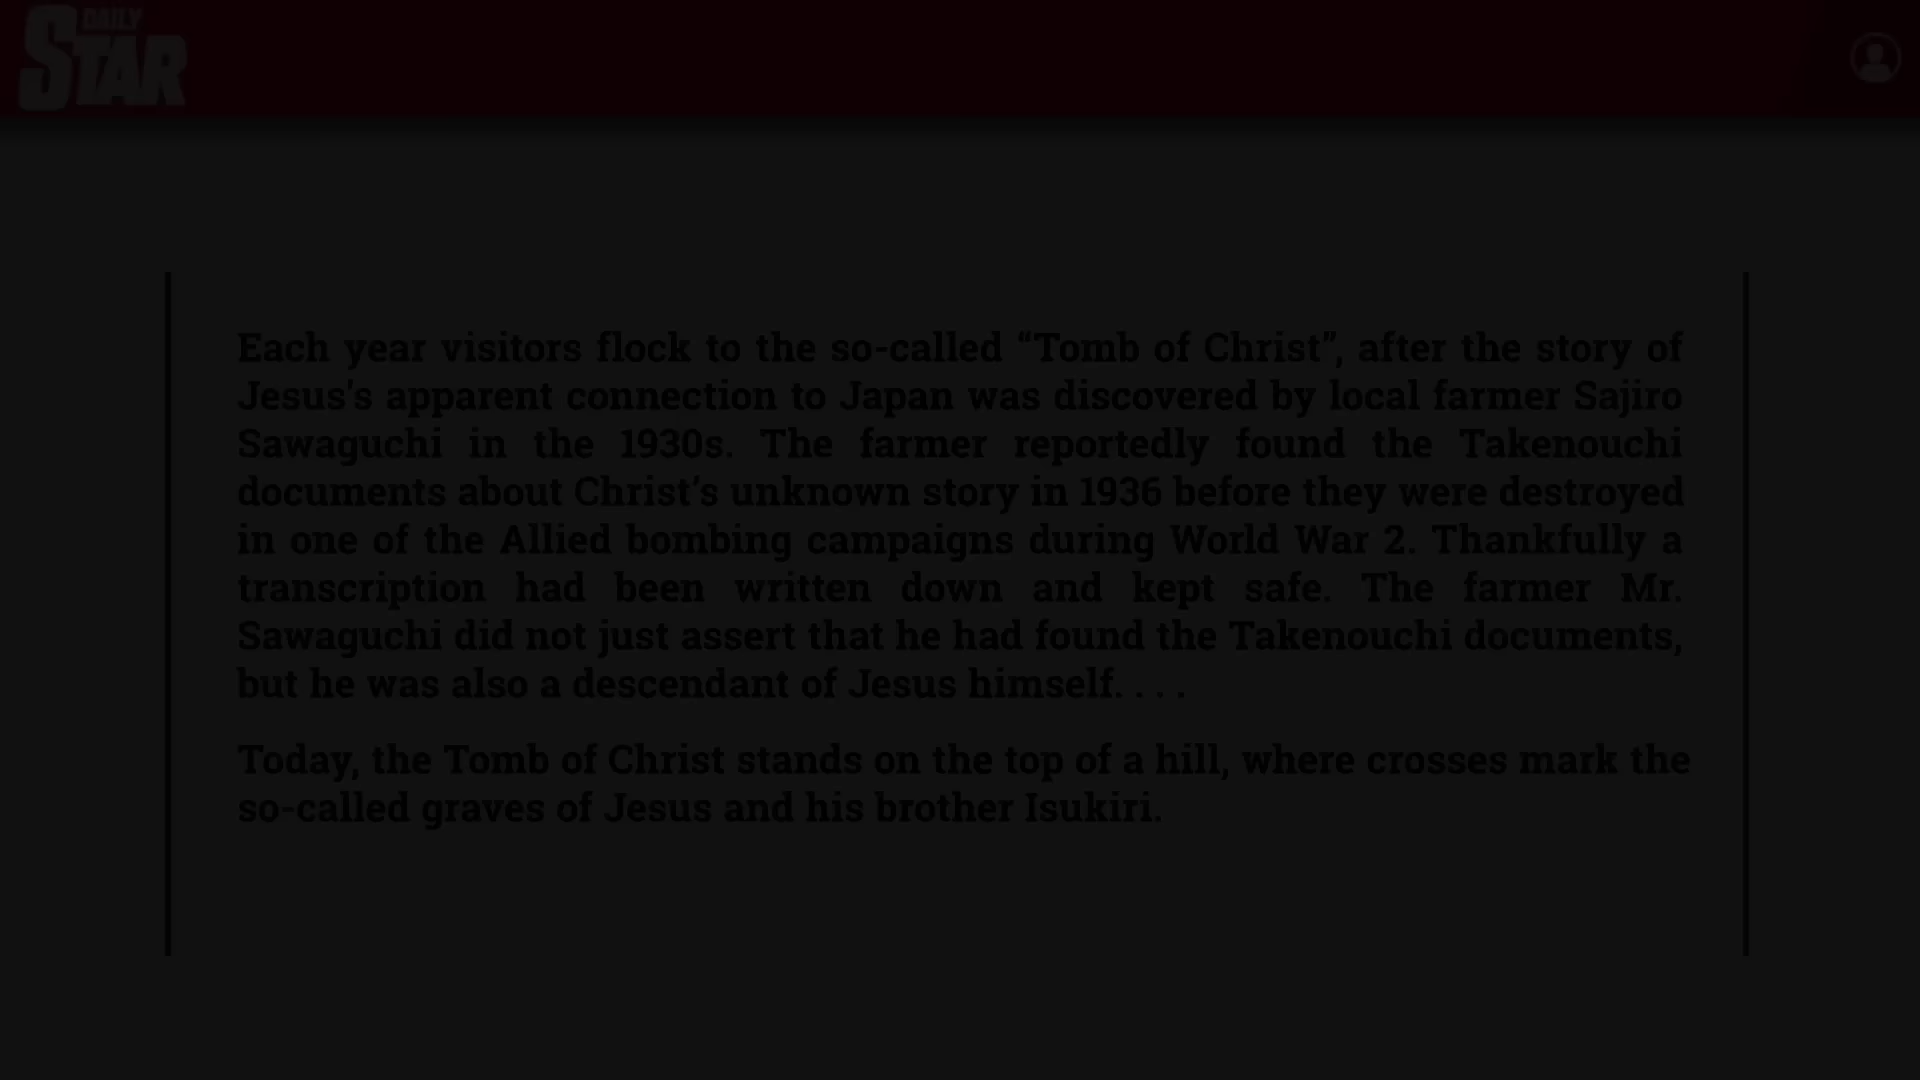 DAILY
STAR
Each year visitors flock to the so-called “Tomb of Christ”, after the story of
Jesus’s apparent connection to Japan was discovered by local farmer Sajiro
Sawaguchi in the 1930s. The farmer reportedly found the Takenouchi
documents about Christ’s unknown story in 1936 before they were destroyed
in one of the Allied bombing campaigns during World War 2. Thankfully a
transcription had been written down and kept safe. The farmer Mr.
Sawaguchi did not just assert that he had found the Takenouchi documents,
but he was also a descendant of Jesus himself. . . .
Today, the Tomb of Christ stands on the top of a hill, where crosses mark the
so-called graves of Jesus and his brother Isukiri.